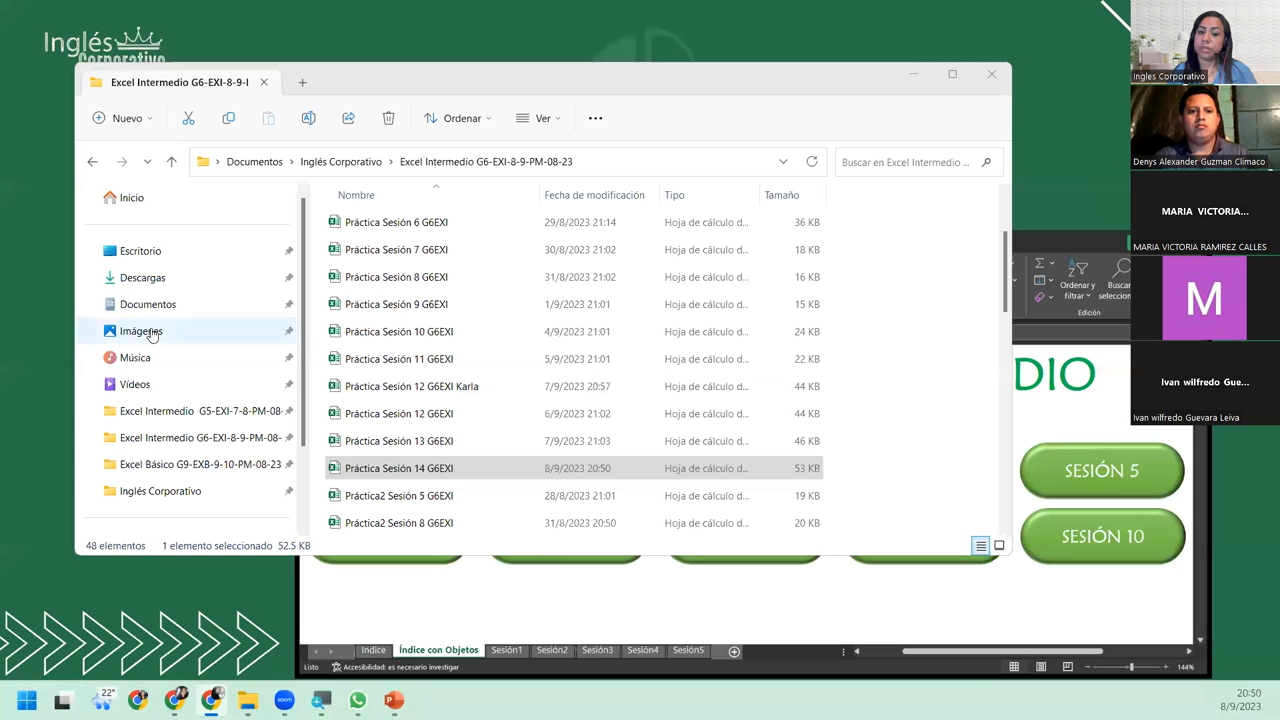 Inglés
Corporativo
Excel Intermedio G6-EXI-8-9-I
Nuevo
Ordenar
Ver
Documentos > Inglés Corporativo > Excel Intermedio G6-EXI-8-9-PM-08-23
Buscar en Excel Intermedio ...
Inicio
Escritorio
Descargas
Documentos
Imágenes
Música
Vídeos
Excel Intermedio G5-EXI-7-8-PM-08-
Excel Intermedio G6-EXI-8-9-PM-08-
Excel Básico G9-EXB-9-10-PM-08-23
Inglés Corporativo
Nombre Fecha de modificación Tipo Tamaño
Práctica Sesión 6 G6EXI 29/8/2023 21:14 Hoja de cálculo d... 36 KB
Práctica Sesión 7 G6EXI 30/8/2023 21:02 Hoja de cálculo d... 18 KB
Práctica Sesión 8 G6EXI 31/8/2023 21:02 Hoja de cálculo d... 16 KB
Práctica Sesión 9 G6EXI 1/9/2023 21:01 Hoja de cálculo d... 15 KB
Práctica Sesión 10 G6EXI 4/9/2023 21:01 Hoja de cálculo d... 24 KB
Práctica Sesión 11 G6EXI 5/9/2023 21:01 Hoja de cálculo d... 22 KB
Práctica Sesión 12 G6EXI Karla 7/9/2023 20:57 Hoja de cálculo d... 44 KB
Práctica Sesión 12 G6EXI 6/9/2023 21:02 Hoja de cálculo d... 44 KB
Práctica Sesión 13 G6EXI 7/9/2023 21:03 Hoja de cálculo d... 46 KB
Práctica Sesión 14 G6EXI 8/9/2023 20:50 Hoja de cálculo d... 53 KB
Práctica2 Sesión 5 G6EXI 28/8/2023 21:01 Hoja de cálculo d... 19 KB
Práctica2 Sesión 8 G6EXI 31/8/2023 20:50 Hoja de cálculo d... 20 KB
48 elementos 1 elemento seleccionado 52.5 KB
Ordenar y
filtrar
Buscar
seleccion
Edición
DIO
SESIÓN 5
SESIÓN 10
Indice Índice con Objetos Sesión1 Sesión2 Sesión3 Sesión4 Sesión5
Listo Accesibilidad: es necesario investigar
144%
Ingles Corporativo
Denys Alexander Guzman Climaco
MARIA VICTORIA...
MARIA VICTORIA RAMIREZ CALLES
M
Ivan wilfredo Gue...
Ivan wilfredo Guevara Leiva
22°
zoom
20:50
8/9/2023